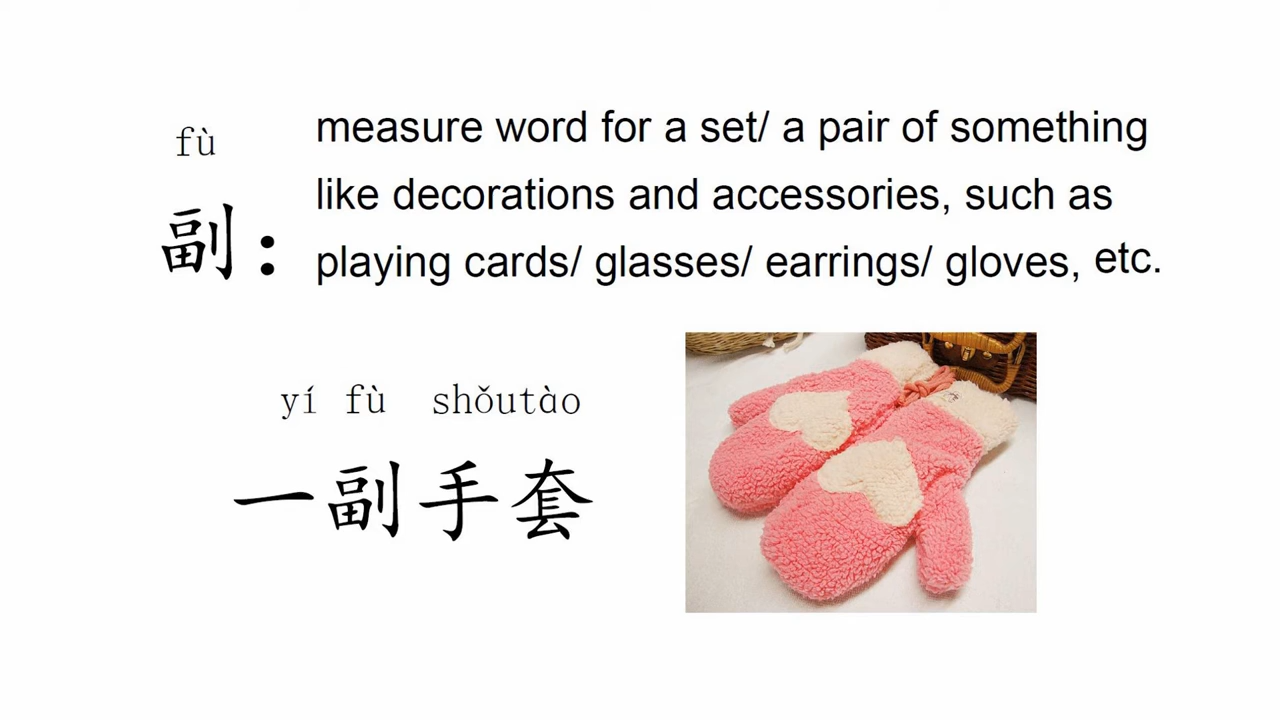 fù
副：
measure word for a set/ a pair of something
like decorations and accessories, such as
playing cards/ glasses/ earrings/ gloves, etc.
yí fù shǒutào
一副手套